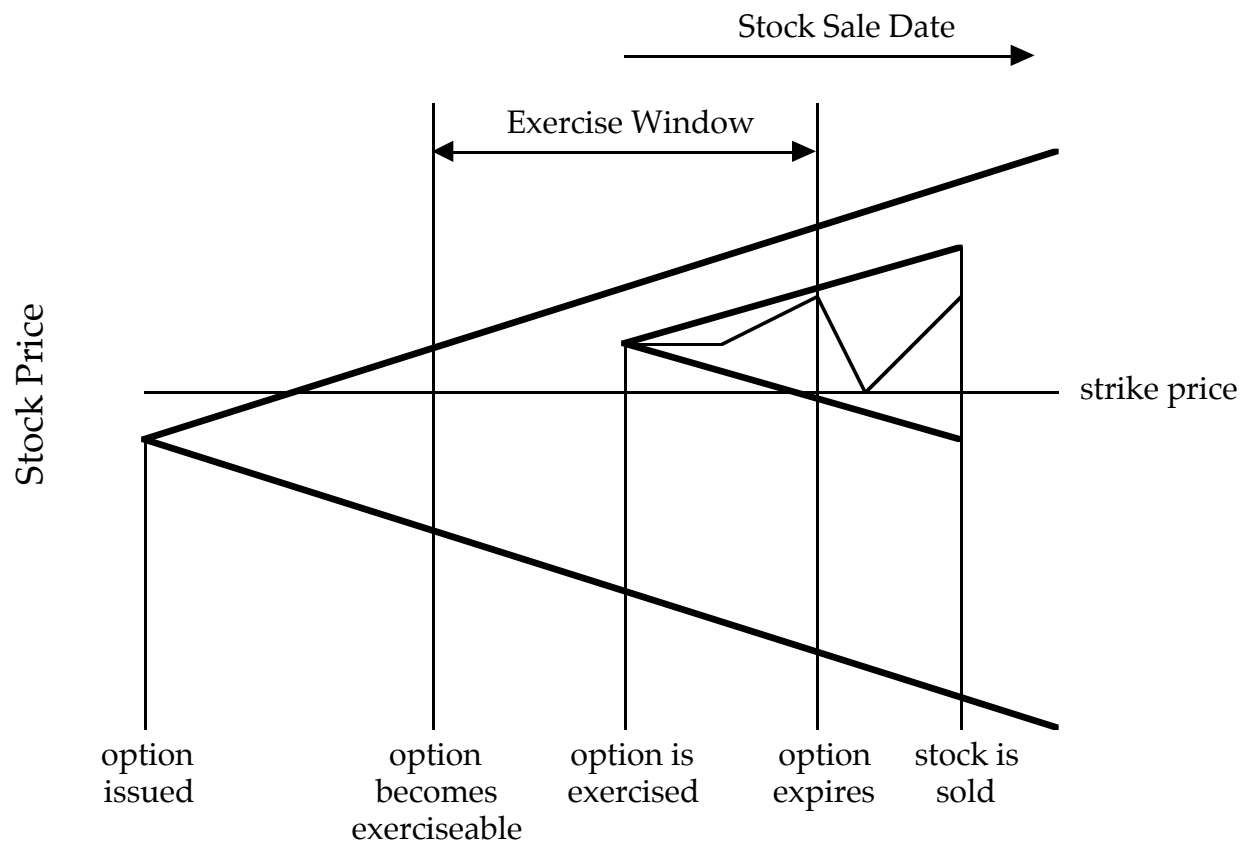 Stock Sale Date
Exercise Window
Stock Price
strike price
option
issued
option
becomes
exerciseable
option is
exercised
option
expires
stock is
sold